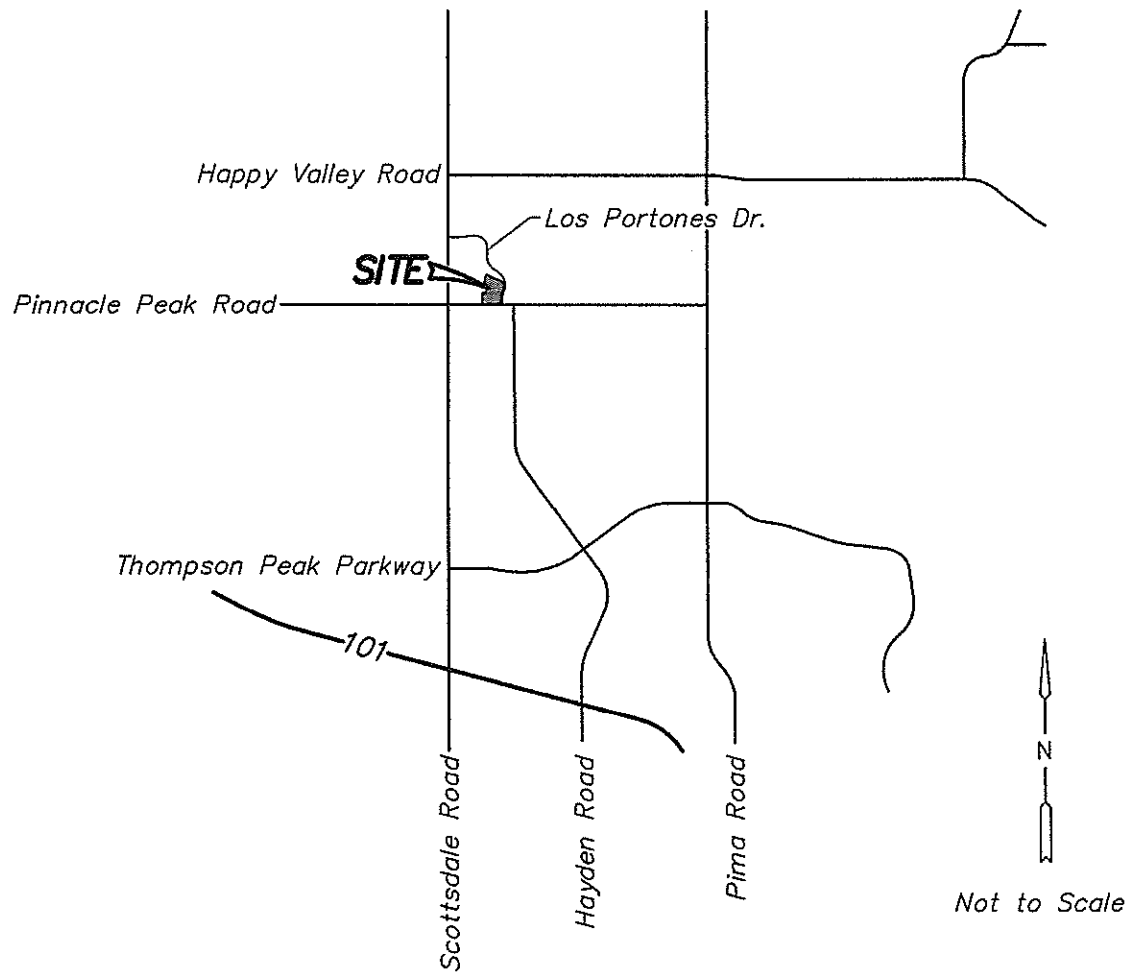 Happy Valley Road
Los Portones Dr.
SITE
Pinnacle Peak Road
Thompson Peak Parkway
101
Scottsdale Road
Hayden Road
Pima Road
N
Not to Scale